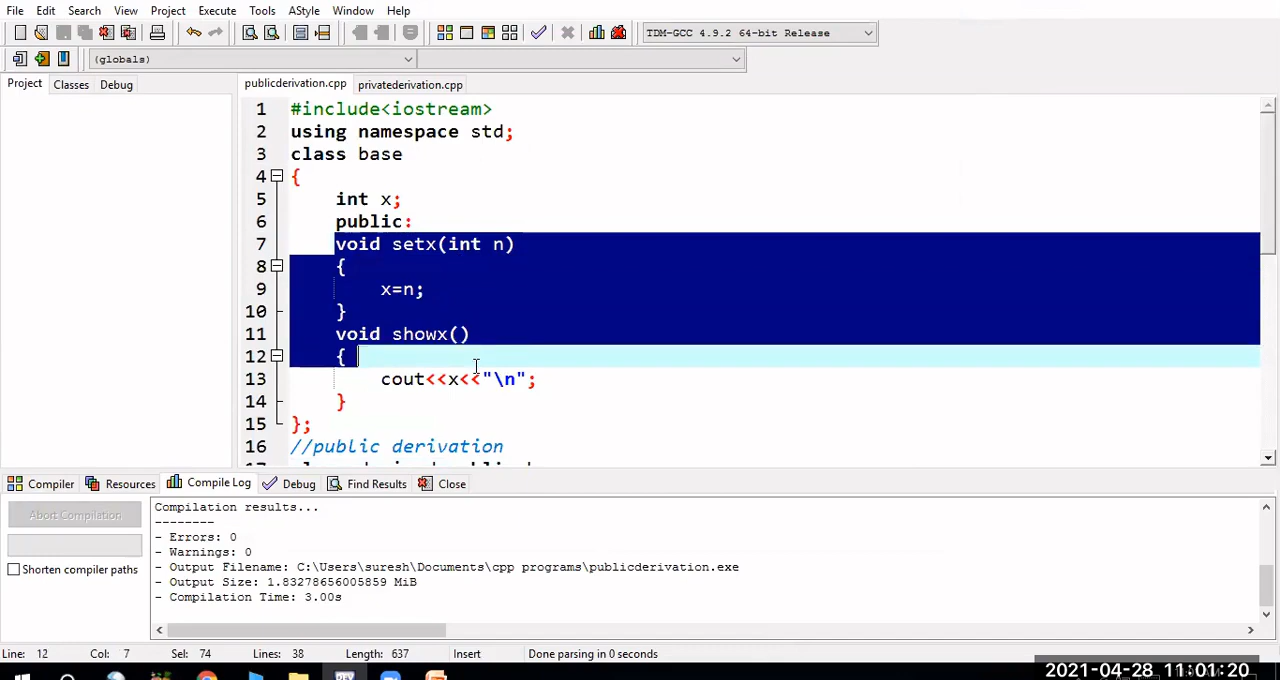 File Edit Search View Project Execute Tools AStyle Window Help
TDM-GCC 4.9.2 64-bit Release
(globals)
Project Classes Debug
publicderivation.cpp privatederivation.cpp
1 #include<iostream>
2 using namespace std;
3 class base
4 {
5 int x;
6 public:
7 void setx(int n)
8 {
9 x=n;
10 }
11 void showx()
12 {
13 cout<<x<<"\n";
14 }
15 };
16 //public derivation
Compiler Resources Compile Log Debug Find Results Close
Abort Compilation
Shorten compiler paths
Compilation results...
--------
- Errors: 0
- Warnings: 0
- Output Filename: C:\Users\suresh\Documents\cpp programs\publicderivation.exe
- Output Size: 1.83278656005859 MiB
- Compilation Time: 3.00s
Line: 12 Col: 7 Sel: 74 Lines: 38 Length: 637 Insert Done parsing in 0 seconds
DEV
2021-04-28 11:01:20